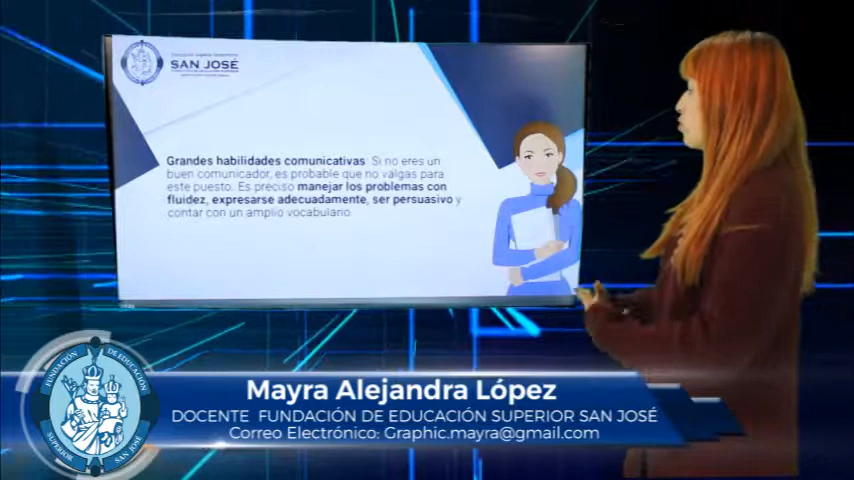 SAN JOSÉ
Grandes habilidades comunicativas: Si no eres un
buen comunicador, es probable que no valgas para
este puesto. Es preciso manejar los problemas con
fluidez, expresarse adecuadamente, ser persuasivo y
contar con un amplio vocabulario
FUNDACIÓN DE EDUCACIÓN
SUPERIOR SAN JOSÉ
Mayra Alejandra López
DOCENTE FUNDACIÓN DE EDUCACIÓN SUPERIOR SAN JOSÉ
Correo Electrónico: Graphic.mayra@gmail.com